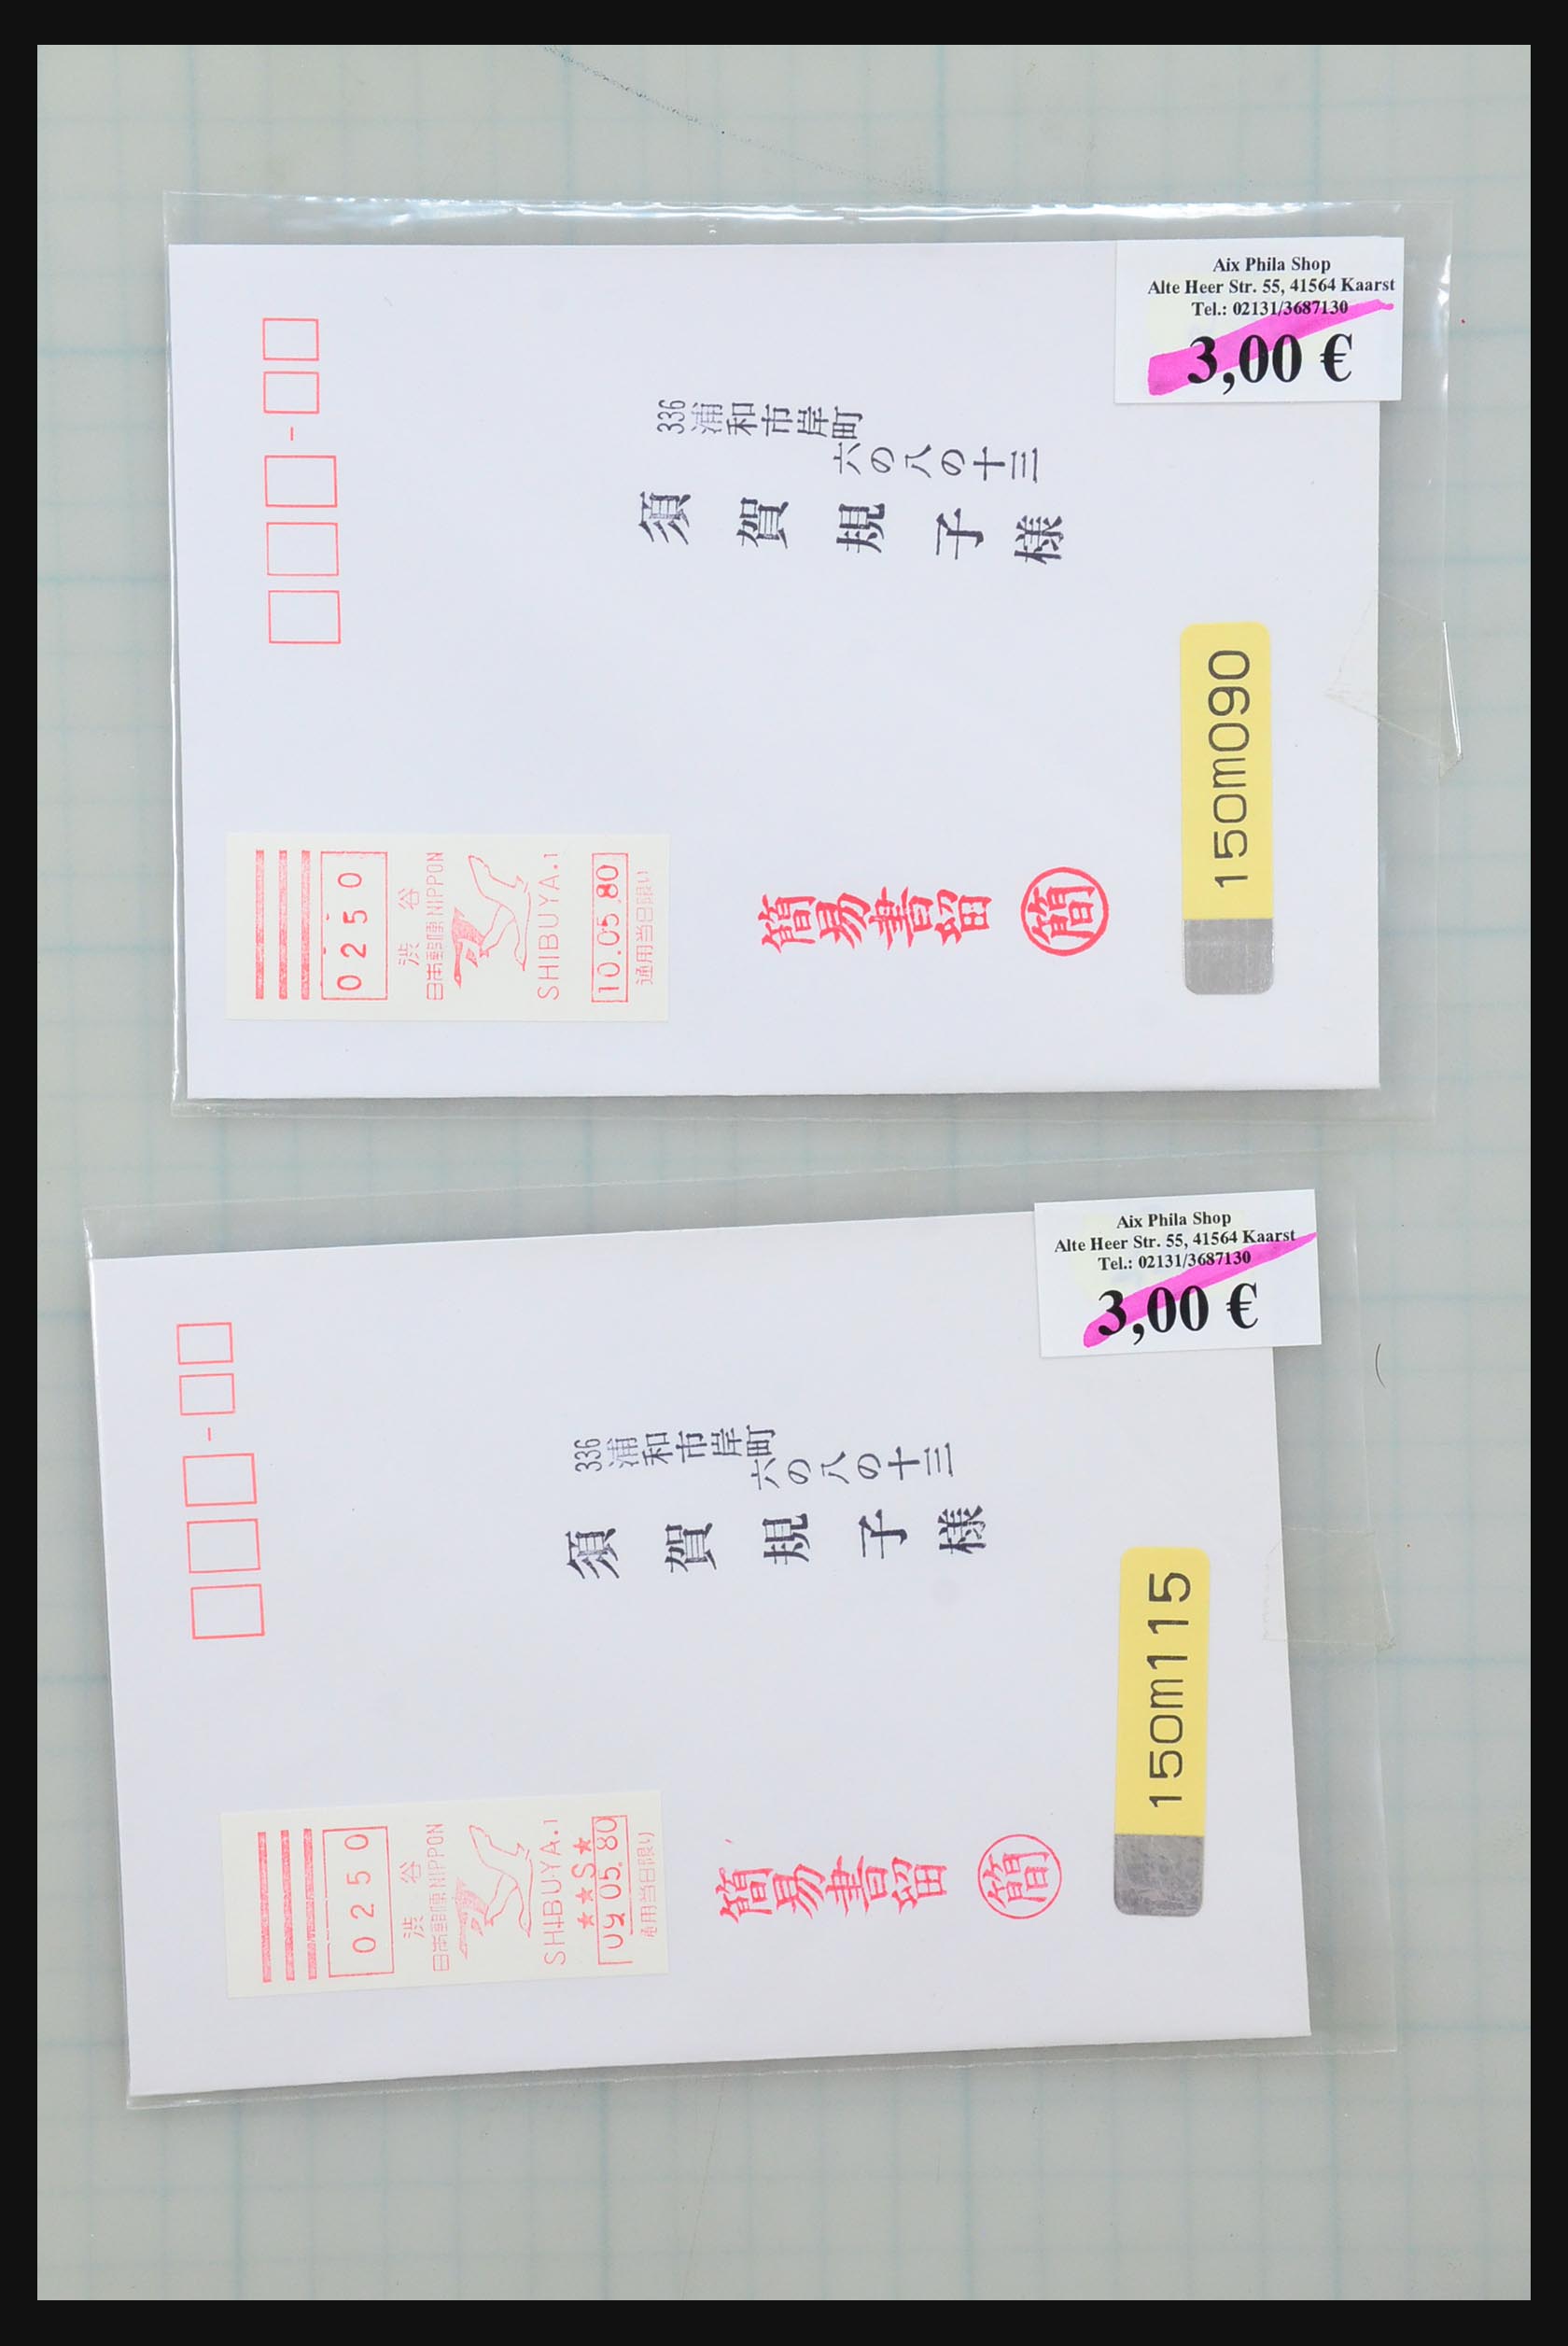 Aix Phila Shop
Alte Heer Str. 55, 41564 Kaarst
Tel.: 02131/3687130
3,00 €
336 浦和市岸町
六の八の十三
須賀規子様
0250
渋谷
日本郵便 NIPPON
SHIBUYA.1
10.05.80
通用当日限り
簡易書留
簡
150m090
Aix Phila Shop
Alte Heer Str. 55, 41564 Kaarst
Tel.: 02131/3687130
3,00 €
336 浦和市岸町
六の八の十三
須賀規子様
0250
渋谷
日本郵便 NIPPON
SHIBUYA.1
★★S★
09.05.80
通用当日限り
簡易書留
簡
150m115